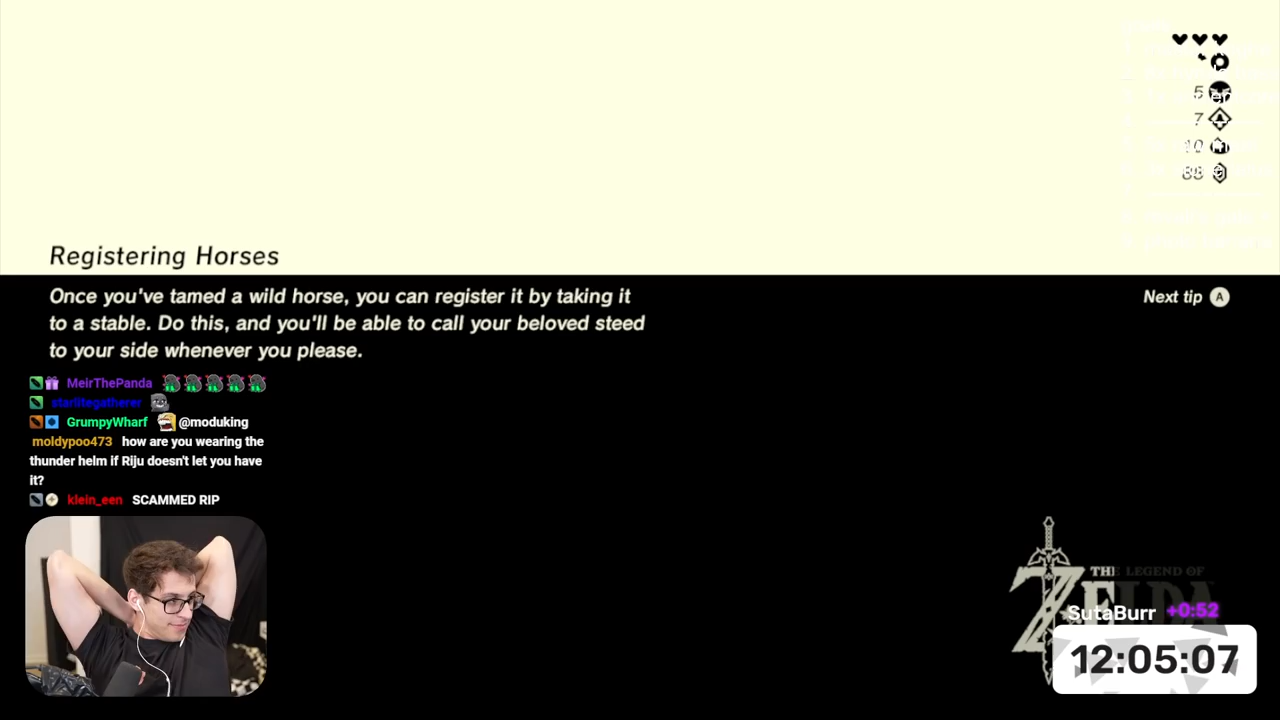 5
7
Registering Horses
Once you've tamed a wild horse, you can register it by taking it
to a stable. Do this, and you'll be able to call your beloved steed
to your side whenever you please.
Next tip A
MeirThePanda
starlitegatherer
GrumpyWharf @moduking
moldypoo473 how are you wearing the
thunder helm if Riju doesn't let you have
it?
klein_een SCAMMED RIP
THE LEGEND OF
ZELDA
SutaBurr +0:52
12:05:07